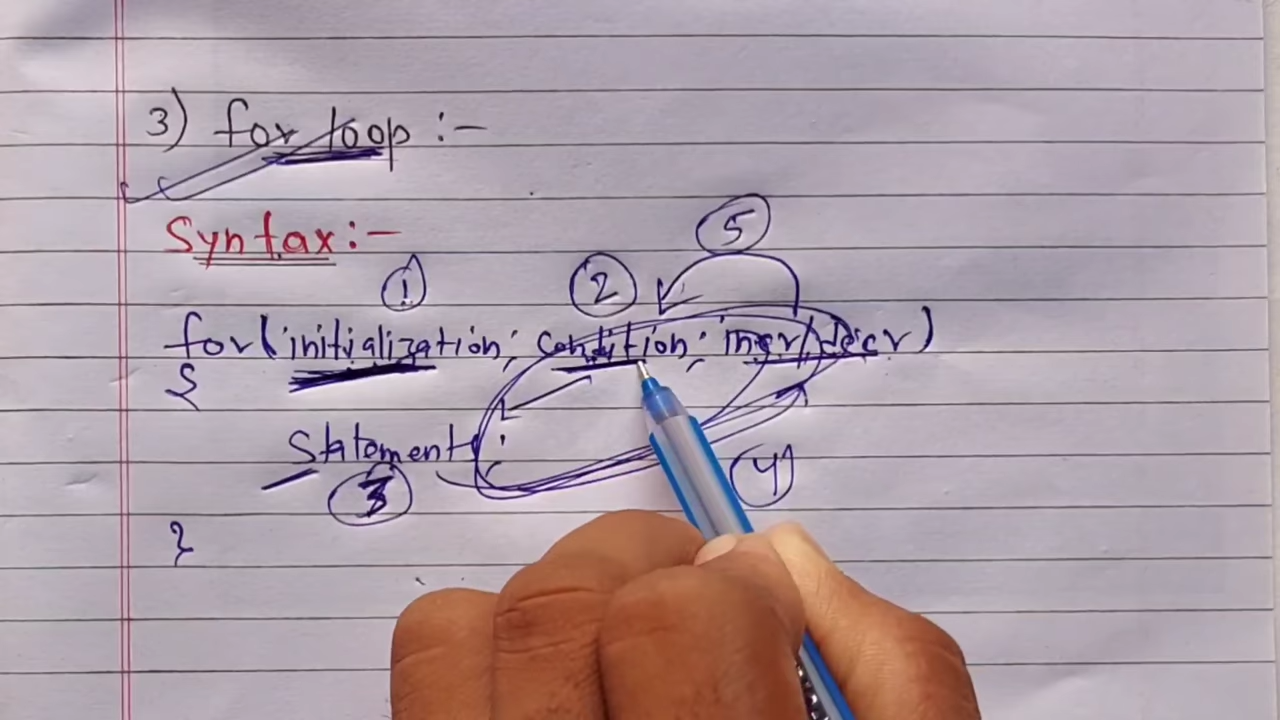 3) for loop :-
Syntax:-
1 2 5
for (initialization; condition; incr/decr)
{
Statement;
3 4
}